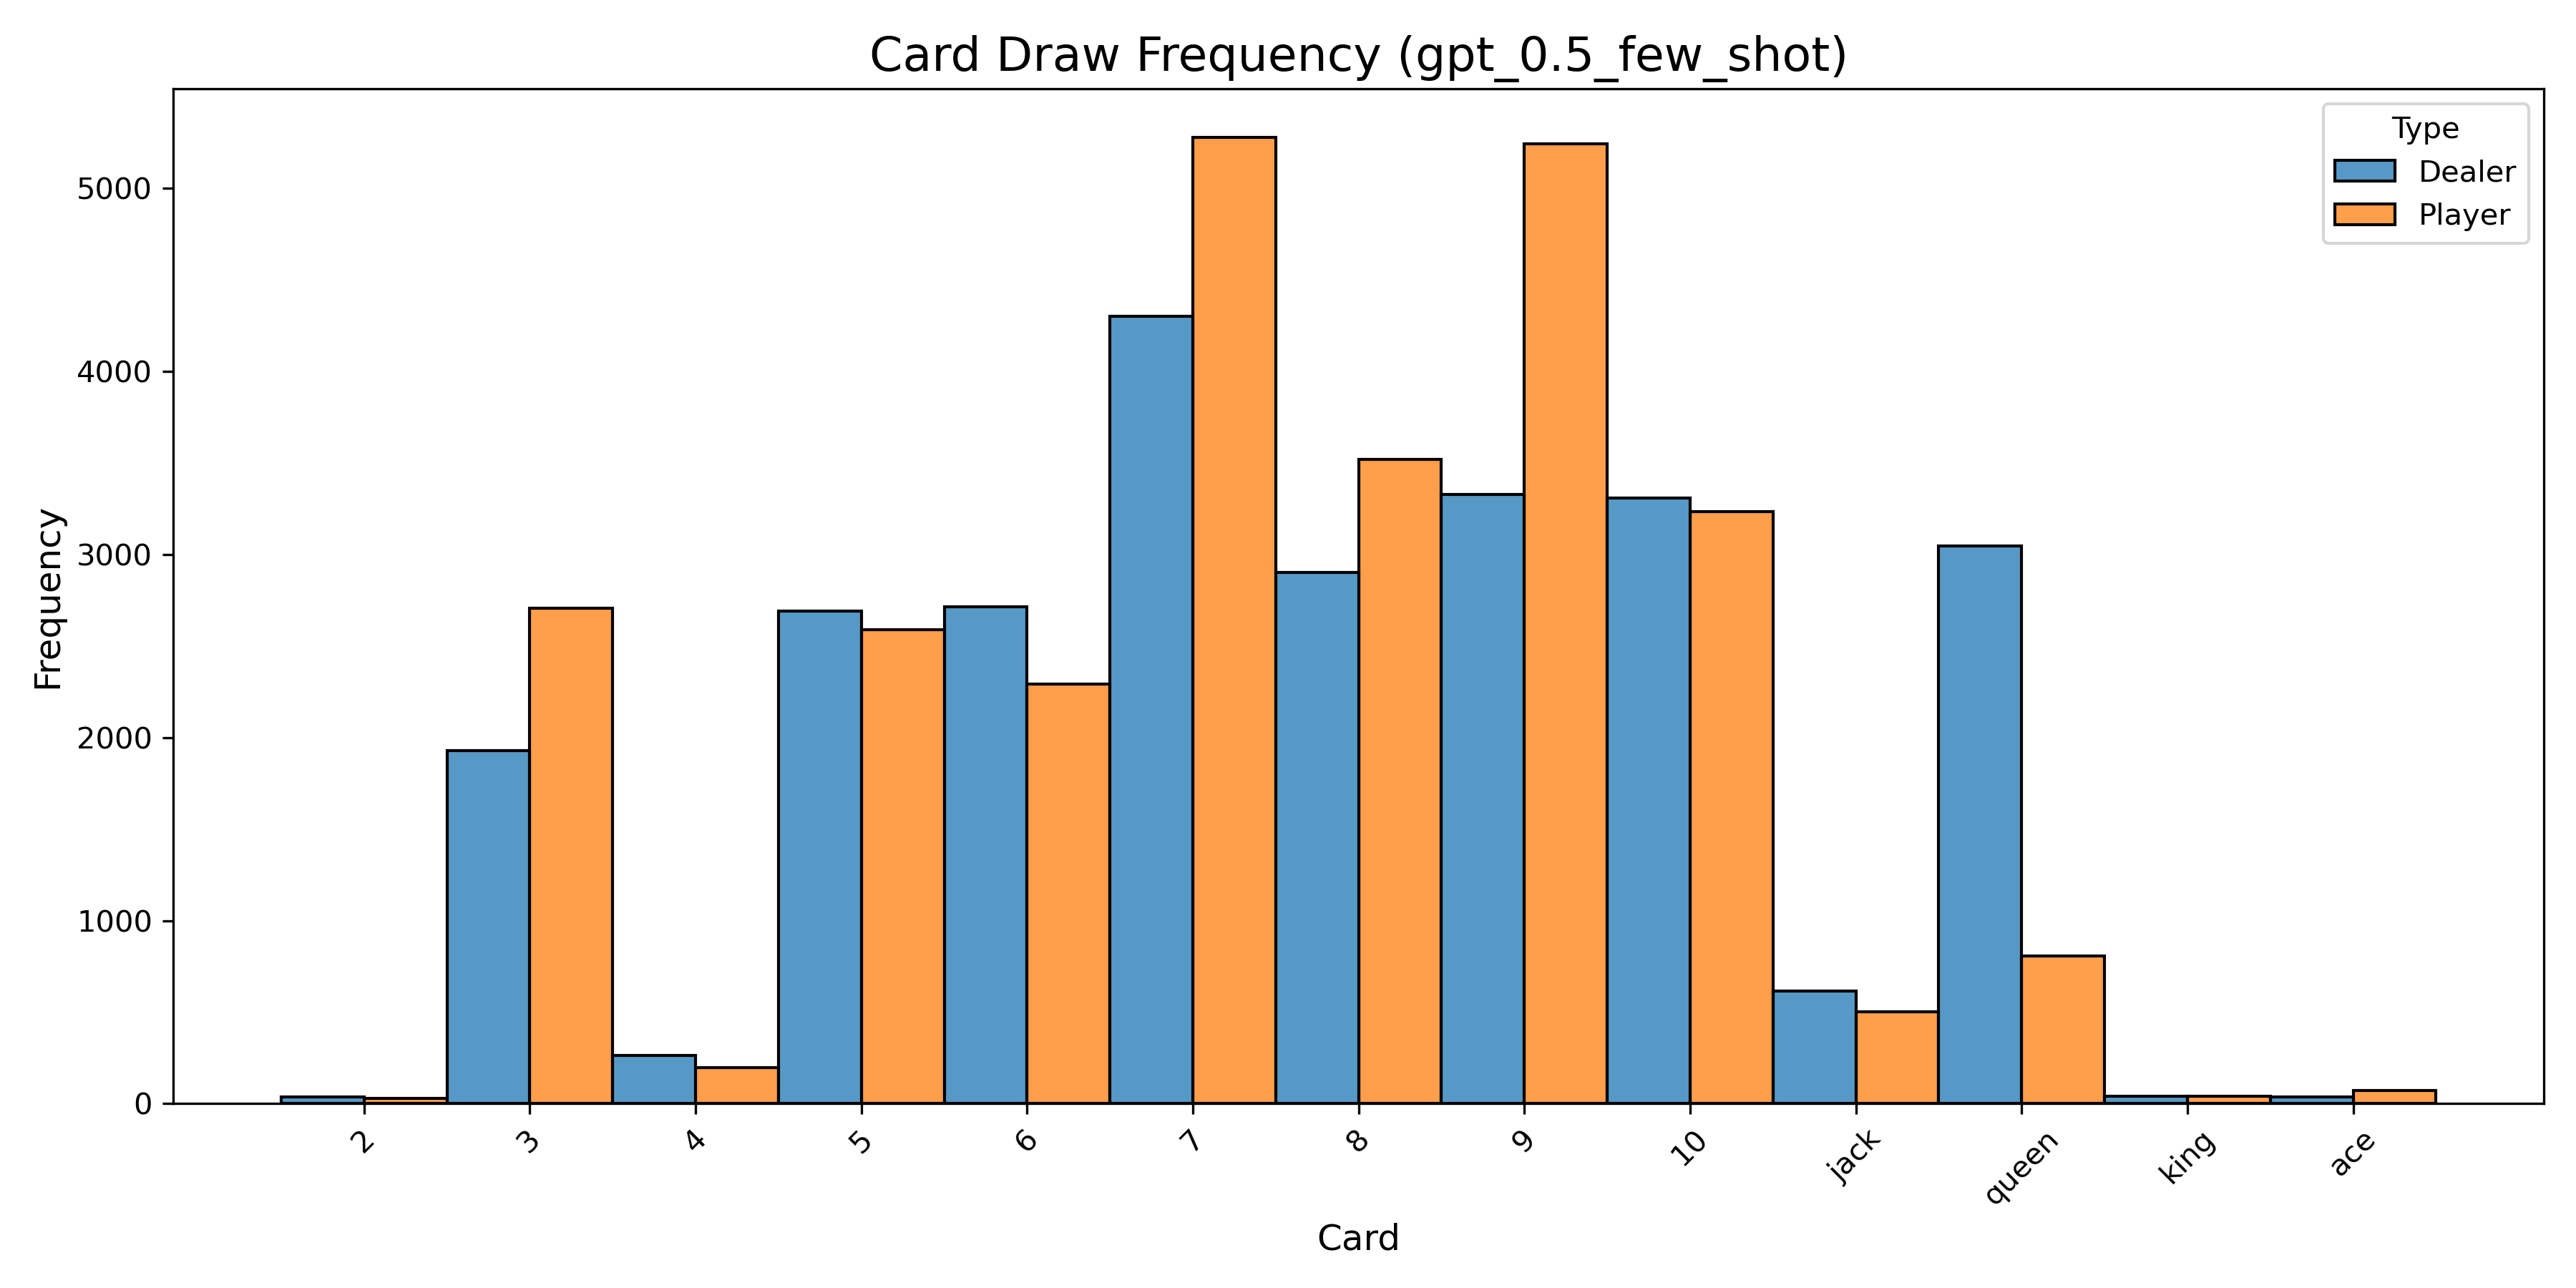 Card Draw Frequency (gpt_0.5_few_shot)
Type
Dealer
Player
Frequency
5000
4000
3000
2000
1000
0
2 3 4 5 6 7 8 9 10 jack queen king ace
Card